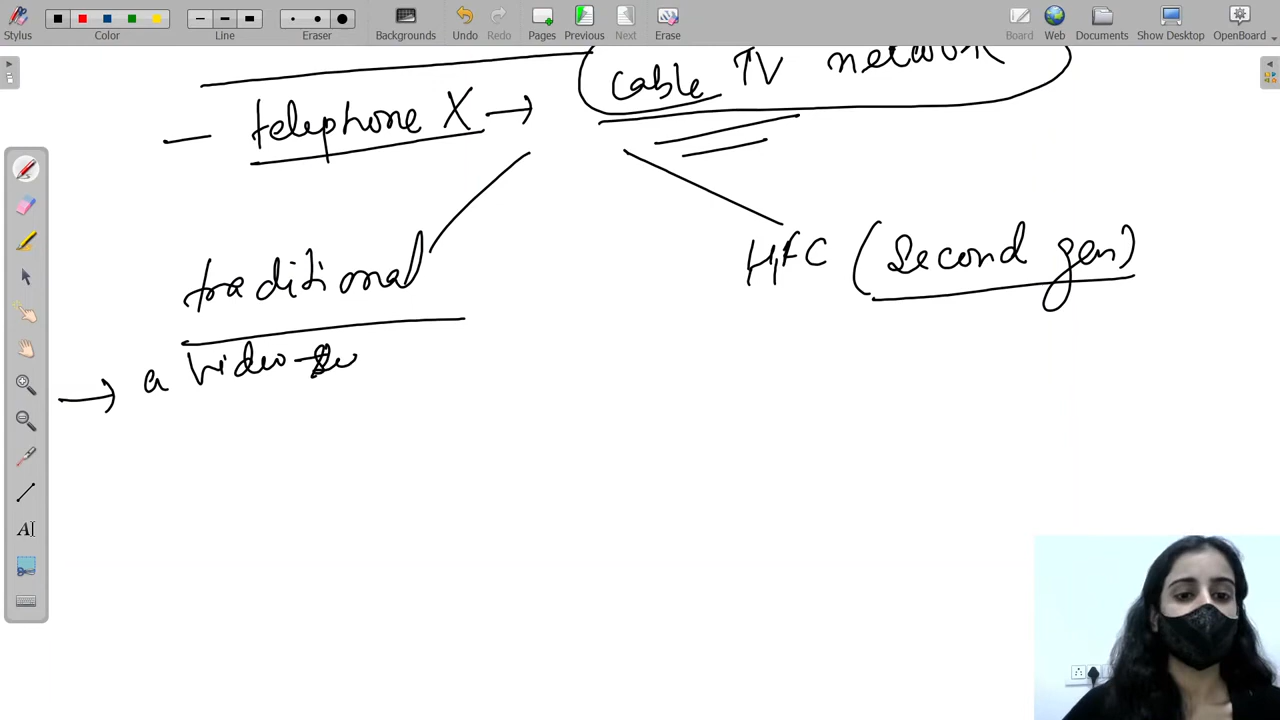 Stylus
Color
Line
Eraser
Backgrounds
Undo
Redo
Pages
Previous
Next
Erase
Board
Web
Documents
Show Desktop
OpenBoard
cable TV network
— telephone X →
traditional
HFC (second gen)
→ a video
A